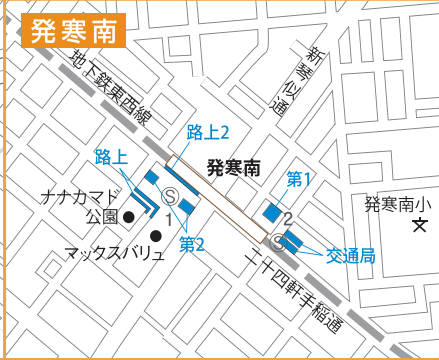 発寒南
地下鉄東西線
新琴似通
路上2
路上
発寒南
ナナカマド
公園
Ⓢ
1
第1
2
Ⓢ
発寒南小
文
マックスバリュ
第2
交通局
二十四軒手稲通